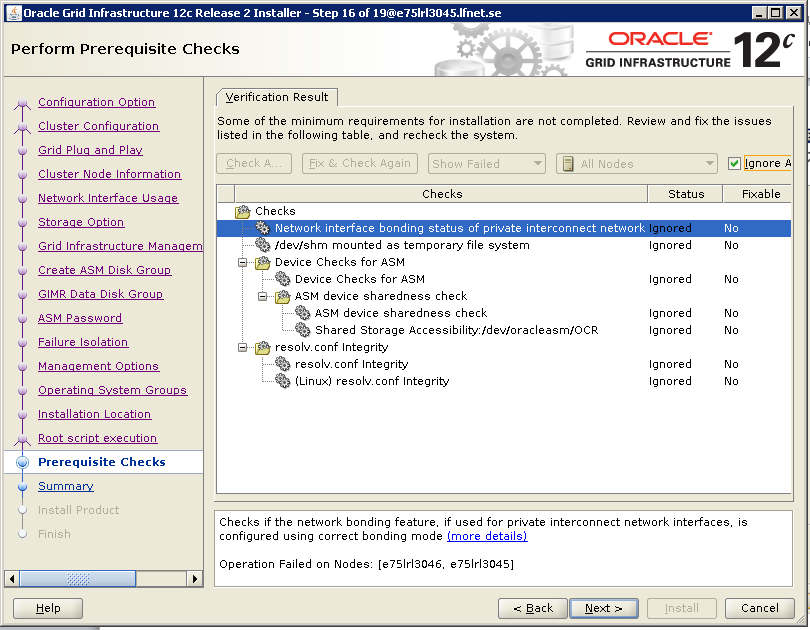 Oracle Grid Infrastructure 12c Release 2 Installer - Step 16 of 19@e75lrl3045.lfnet.se
Perform Prerequisite Checks
ORACLE
GRID INFRASTRUCTURE
12c
Configuration Option
Cluster Configuration
Grid Plug and Play
Cluster Node Information
Network Interface Usage
Storage Option
Grid Infrastructure Managem
Create ASM Disk Group
GIMR Data Disk Group
ASM Password
Failure Isolation
Management Options
Operating System Groups
Installation Location
Root script execution
Prerequisite Checks
Summary
Install Product
Finish
Verification Result
Some of the minimum requirements for installation are not completed. Review and fix the issues
listed in the following table, and recheck the system.
Check A... Fix & Check Again Show Failed All Nodes Ignore A
Checks Status Fixable
Checks
Network interface bonding status of private interconnect network Ignored No
/dev/shm mounted as temporary file system Ignored No
Device Checks for ASM
Device Checks for ASM Ignored No
ASM device sharedness check
ASM device sharedness check Ignored No
Shared Storage Accessibility:/dev/oracleasm/OCR Ignored No
resolv.conf Integrity
resolv.conf Integrity Ignored No
(Linux) resolv.conf Integrity Ignored No
Checks if the network bonding feature, if used for private interconnect network interfaces, is
configured using correct bonding mode (more details)
Operation Failed on Nodes: [e75lrl3046, e75lrl3045]
Help < Back Next > Install Cancel